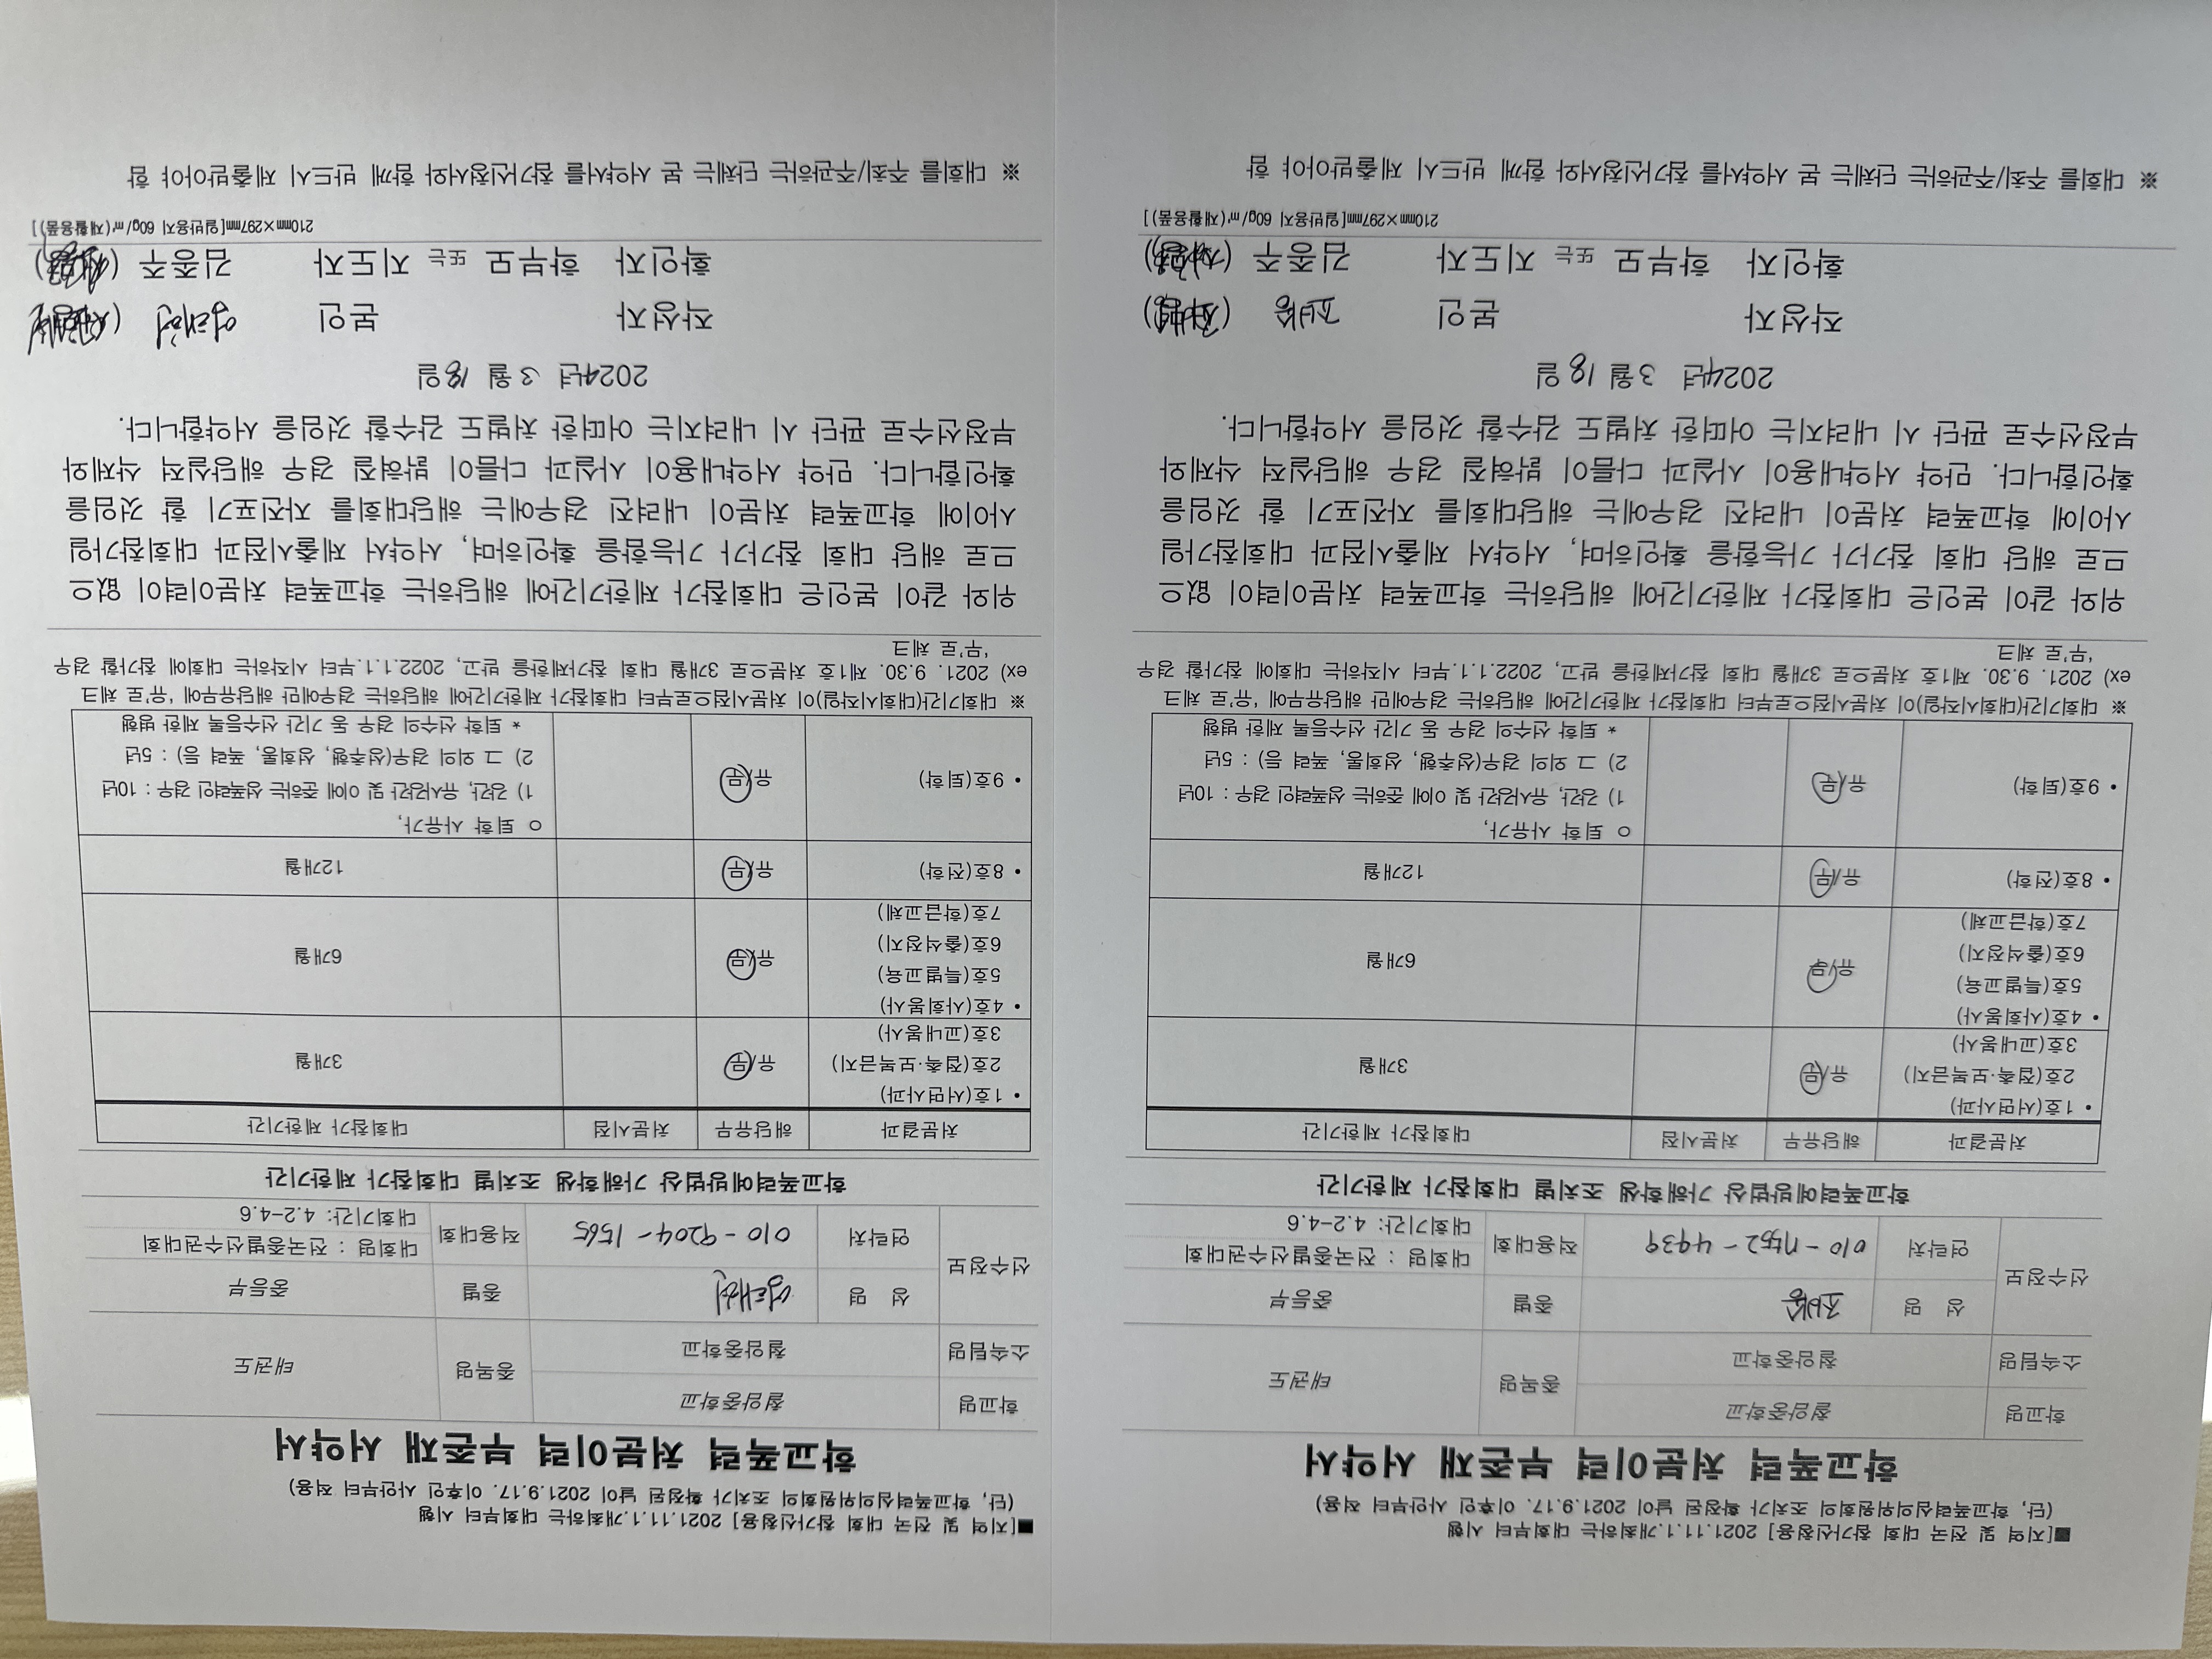 ■[지역 및 전국 대회 참가신청용] 2021.11.1.개최하는 대회부터 시행
(단, 학교폭력심의위원회의 조치가 확정된 날이 2021.9.17. 이후인 사안부터 적용)
학교폭력 처분이력 부존재 서약서
학교명 철암중학교 종목명 태권도
소속팀명 철암중학교
선수정보 성 명 종별 중등부
연락처 적용대회 대회명 : 전국종별선수권대회
대회기간: 4.2-4.6
학교폭력예방법상 가해학생 조치별 대회참가 제한기간
처분결과 해당유무 처분시점 대회참가 제한기간
• 1호(서면사과)
2호(접촉·보복금지) 유/무 3개월
3호(교내봉사)
• 4호(사회봉사)
5호(특별교육)
6호(출석정지) 유/무 6개월
7호(학급교체)
• 8호(전학) 유/무 12개월
• 9호(퇴학) 유/무 ○ 퇴학 사유가,
1) 강간, 유사강간 및 이에 준하는 성폭력인 경우 : 10년
2) 그 외의 경우(성추행, 성희롱, 폭력 등) : 5년
* 퇴학 선수의 경우 동 기간 선수등록 제한 병행
※ 대회기간(대회시작일)이 처분시점으로부터 대회참가 제한기간에 해당하는 경우에만 해당유무에 '유'로 체크
ex) 2021. 9.30. 제1호 처분으로 3개월 대회 참가제한을 받고, 2022.1.1.부터 시작하는 대회에 참가할 경우
'무'로 체크
위와 같이 본인은 대회참가 제한기간에 해당하는 학교폭력 처분이력이 없으
므로 해당 대회 참가가 가능함을 확인하며, 서약서 제출시점과 대회참가일
사이에 학교폭력 처분이 내려진 경우에는 해당대회를 자진포기 할 것임을
확인합니다. 만약 서약내용이 사실과 다름이 밝혀질 경우 해당실적 삭제와
부정선수로 판단 시 내려지는 어떠한 처벌도 감수할 것임을 서약합니다.
2024년 3월 18일
작성자 본인
확인자 학부모 또는 지도자 김종주
210mm×297mm[일반용지 60g/㎡(재활용품)]
※ 대회를 주최/주관하는 단체는 본 서약서를 참가신청서와 함께 반드시 제출받아야 함
■[지역 및 전국 대회 참가신청용] 2021.11.1.개최하는 대회부터 시행
(단, 학교폭력심의위원회의 조치가 확정된 날이 2021.9.17. 이후인 사안부터 적용)
학교폭력 처분이력 부존재 서약서
학교명 철암중학교 종목명 태권도
소속팀명 철암중학교
선수정보 성 명 종별 중등부
연락처 010-9204-1565 적용대회 대회명 : 전국종별선수권대회
대회기간: 4.2-4.6
학교폭력예방법상 가해학생 조치별 대회참가 제한기간
처분결과 해당유무 처분시점 대회참가 제한기간
• 1호(서면사과)
2호(접촉·보복금지) 유/무 3개월
3호(교내봉사)
• 4호(사회봉사)
5호(특별교육)
6호(출석정지) 유/무 6개월
7호(학급교체)
• 8호(전학) 유/무 12개월
• 9호(퇴학) 유/무 ○ 퇴학 사유가,
1) 강간, 유사강간 및 이에 준하는 성폭력인 경우 : 10년
2) 그 외의 경우(성추행, 성희롱, 폭력 등) : 5년
* 퇴학 선수의 경우 동 기간 선수등록 제한 병행
※ 대회기간(대회시작일)이 처분시점으로부터 대회참가 제한기간에 해당하는 경우에만 해당유무에 '유'로 체크
ex) 2021. 9.30. 제1호 처분으로 3개월 대회 참가제한을 받고, 2022.1.1.부터 시작하는 대회에 참가할 경우
'무'로 체크
위와 같이 본인은 대회참가 제한기간에 해당하는 학교폭력 처분이력이 없으
므로 해당 대회 참가가 가능함을 확인하며, 서약서 제출시점과 대회참가일
사이에 학교폭력 처분이 내려진 경우에는 해당대회를 자진포기 할 것임을
확인합니다. 만약 서약내용이 사실과 다름이 밝혀질 경우 해당실적 삭제와
부정선수로 판단 시 내려지는 어떠한 처벌도 감수할 것임을 서약합니다.
2024년 3월 18일
작성자 본인
확인자 학부모 또는 지도자 김종주
210mm×297mm[일반용지 60g/㎡(재활용품)]
※ 대회를 주최/주관하는 단체는 본 서약서를 참가신청서와 함께 반드시 제출받아야 함